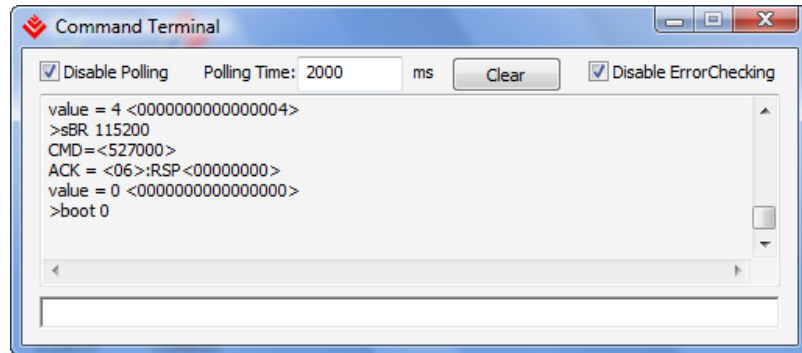 Command Terminal
Disable Polling Polling Time: 2000 ms Clear Disable ErrorChecking
value = 4 <0000000000000004>
>sBR 115200
CMD=<527000>
ACK = <06>:RSP<00000000>
value = 0 <0000000000000000>
>boot 0